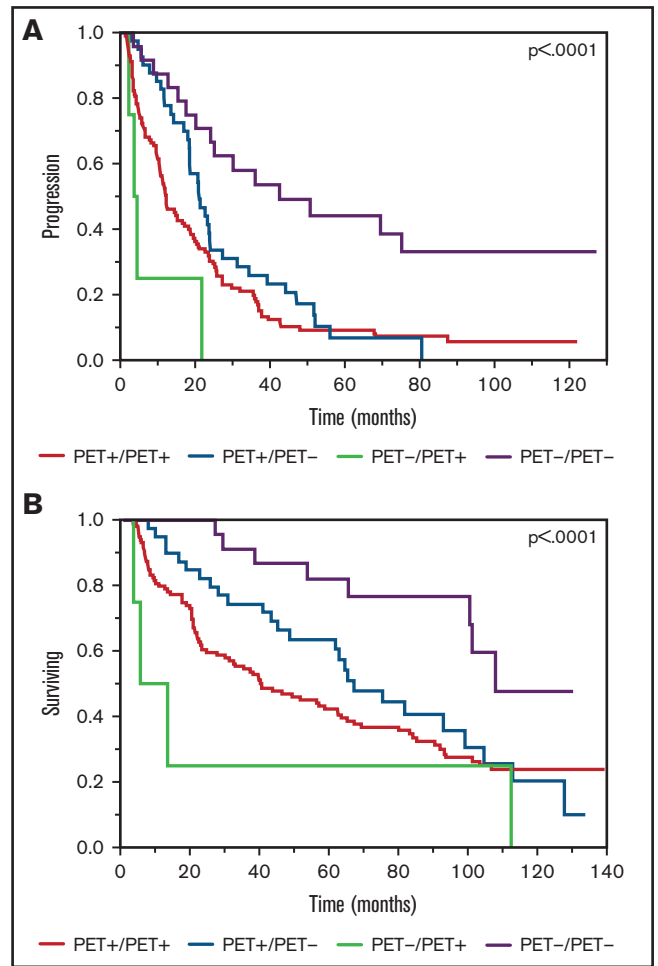 A
p<.0001
Progression
1.0
0.8
0.6
0.4
0.2
0.0
0 20 40 60 80 100 120
Time (months)
PET+/PET+ PET+/PET− PET−/PET+ PET−/PET−
B
p<.0001
Surviving
1.0
0.8
0.6
0.4
0.2
0.0
0 20 40 60 80 100 120 140
Time (months)
PET+/PET+ PET+/PET− PET−/PET+ PET−/PET−